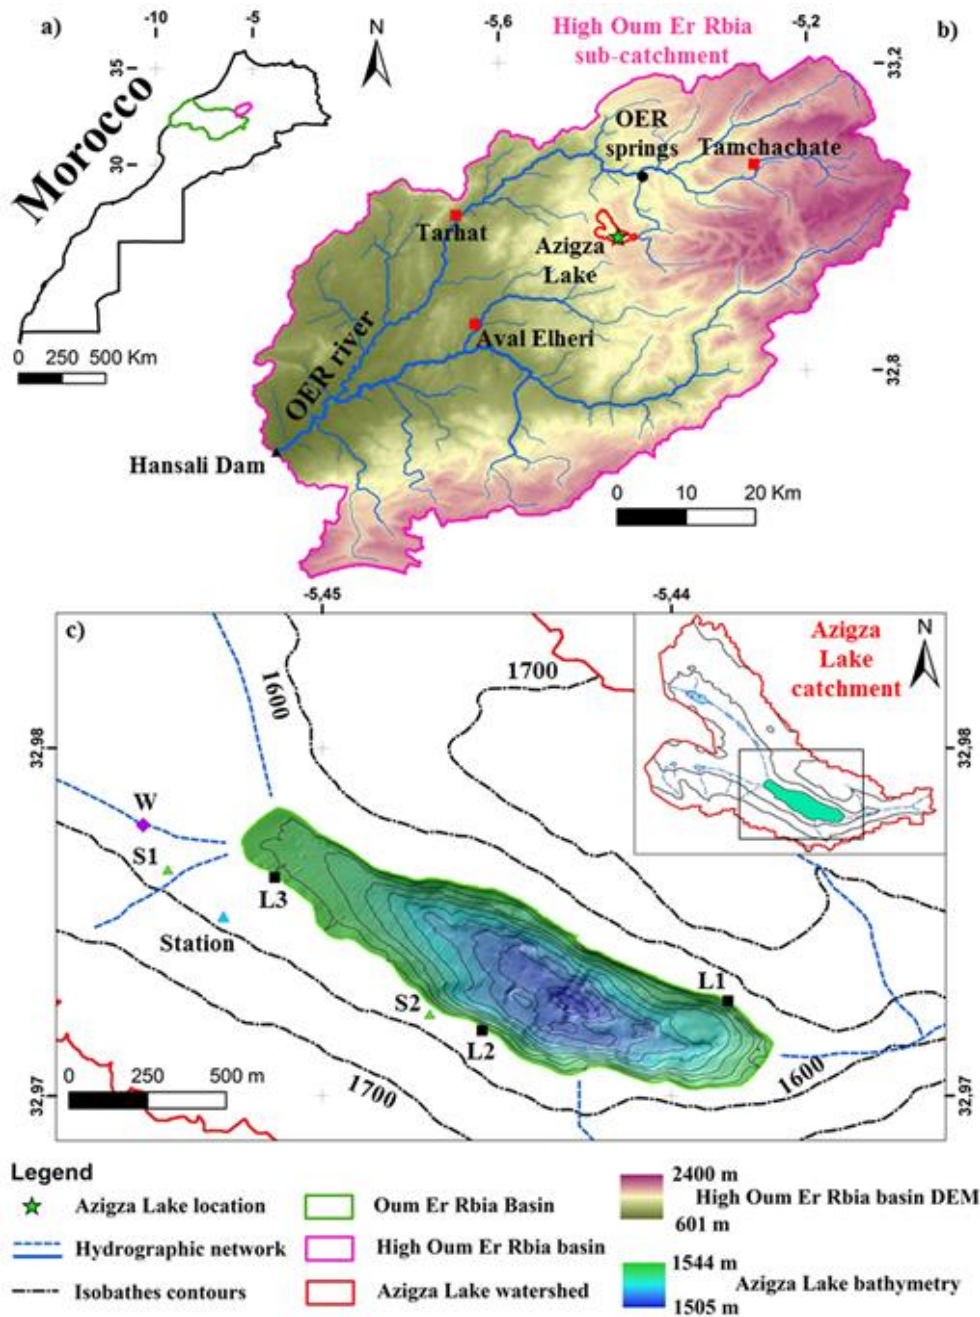 a)
-10
-5
35
30
Morocco
N
0 250 500 Km
b)
-5,6
-5,2
33,2
32,8
High Oum Er Rbia
sub-catchment
OER
springs
Tamchachate
Tarhat
Azigza
Lake
Aval Elheri
OER river
Hansali Dam
0 10 20 Km
c)
-5,45
-5,44
32,98
32,98
32,97
32,97
1600
1700
Azigza
Lake
catchment
N
W
S1
L3
Station
S2
L2
L1
1600
1700
0 250 500 m
Legend
Azigza Lake location
Hydrographic network
Isobathes contours
Oum Er Rbia Basin
High Oum Er Rbia basin
Azigza Lake watershed
2400 m
High Oum Er Rbia basin DEM
601 m
1544 m
Azigza Lake bathymetry
1505 m